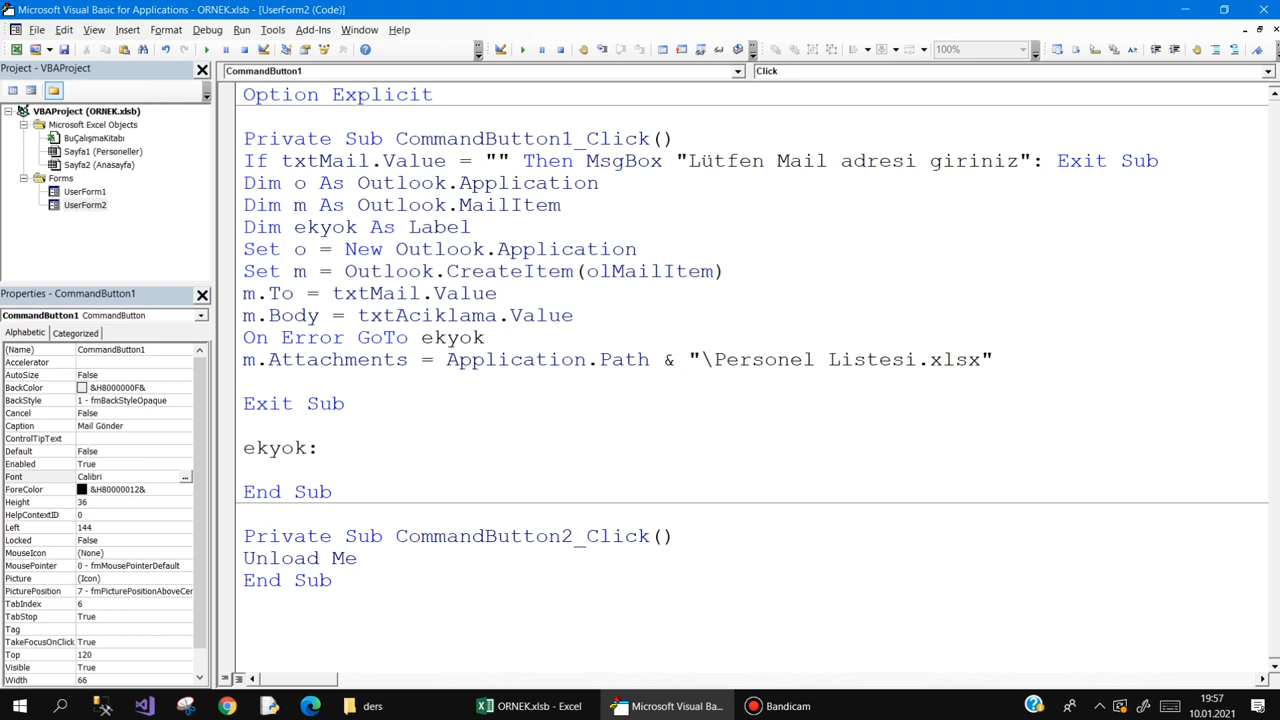 Microsoft Visual Basic for Applications - ORNEK.xlsb - [UserForm2 (Code)]
File Edit View Insert Format Debug Run Tools Add-Ins Window Help
100%
Project - VBAProject
VBAProject (ORNEK.xlsb)
Microsoft Excel Objects
BuÇalışmaKitabı
Sayfa1 (Personeller)
Sayfa2 (Anasayfa)
Forms
UserForm1
UserForm2
Properties - CommandButton1
CommandButton1 CommandButton
Alphabetic Categorized
(Name) CommandButton1
Accelerator
AutoSize False
BackColor &H8000000F&
BackStyle 1 - fmBackStyleOpaque
Cancel False
Caption Mail Gönder
ControlTipText
Default False
Enabled True
Font Calibri ...
ForeColor &H80000012&
Height 36
HelpContextID 0
Left 144
Locked False
MouseIcon (None)
MousePointer 0 - fmMousePointerDefault
Picture (Icon)
PicturePosition 7 - fmPicturePositionAboveCer
TabIndex 6
TabStop True
Tag
TakeFocusOnClick True
Top 120
Visible True
Width 66
CommandButton1 Click
Option Explicit
Private Sub CommandButton1_Click()
If txtMail.Value = "" Then MsgBox "Lütfen Mail adresi giriniz": Exit Sub
Dim o As Outlook.Application
Dim m As Outlook.MailItem
Dim ekyok As Label
Set o = New Outlook.Application
Set m = Outlook.CreateItem(olMailItem)
m.To = txtMail.Value
m.Body = txtAciklama.Value
On Error GoTo ekyok
m.Attachments = Application.Path & "\Personel Listesi.xlsx"
Exit Sub
ekyok:
End Sub
Private Sub CommandButton2_Click()
Unload Me
End Sub
ders
ORNEK.xlsb - Excel
Microsoft Visual Ba...
Bandicam
19:57
10.01.2021